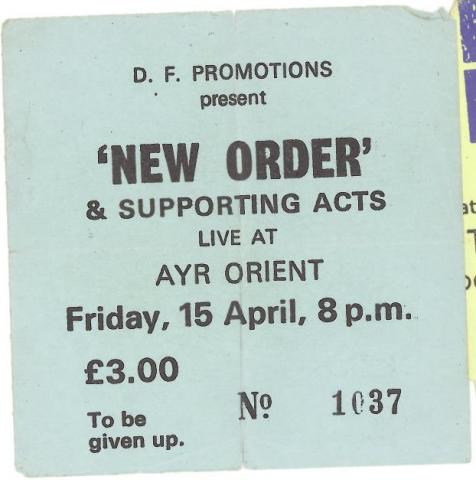 D. F. PROMOTIONS
present
'NEW ORDER'
& SUPPORTING ACTS
LIVE AT
AYR ORIENT
Friday, 15 April, 8 p.m.
£3.00
Nº 1037
To be
given up.